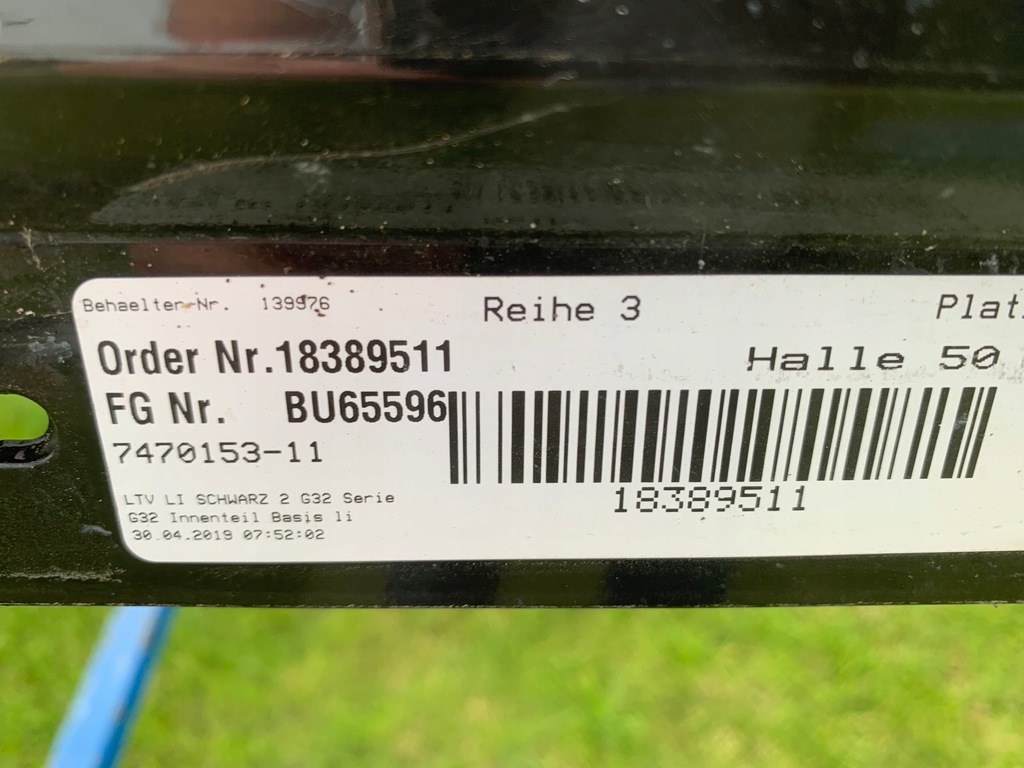 Behaelter-Nr. 139976 Reihe 3
Order Nr.18389511 Halle 50
FG Nr. BU65596
7470153-11
18389511
LTV LI SCHWARZ 2 G32 Serie
G32 Innenteil Basis li
30.04.2019 07:52:02